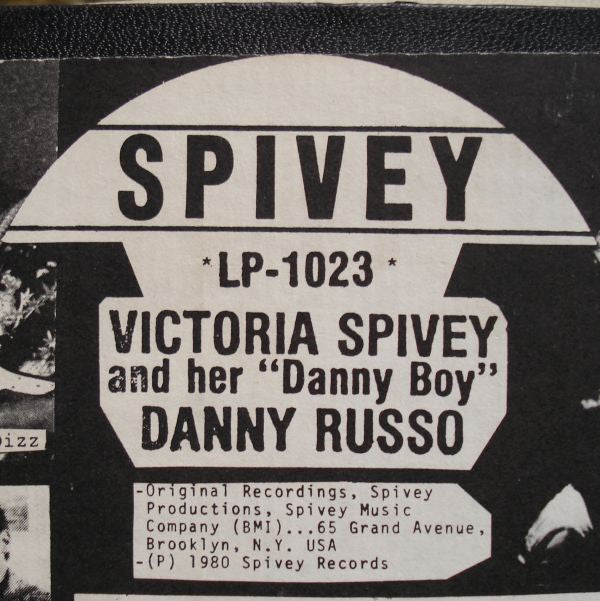 SPIVEY
*LP-1023 *
VICTORIA SPIVEY
and her "Danny Boy"
DANNY RUSSO
izz
-Original Recordings, Spivey
Productions, Spivey Music
Company (BMI)...65 Grand Avenue,
Brooklyn, N.Y. USA
-(P) 1980 Spivey Records